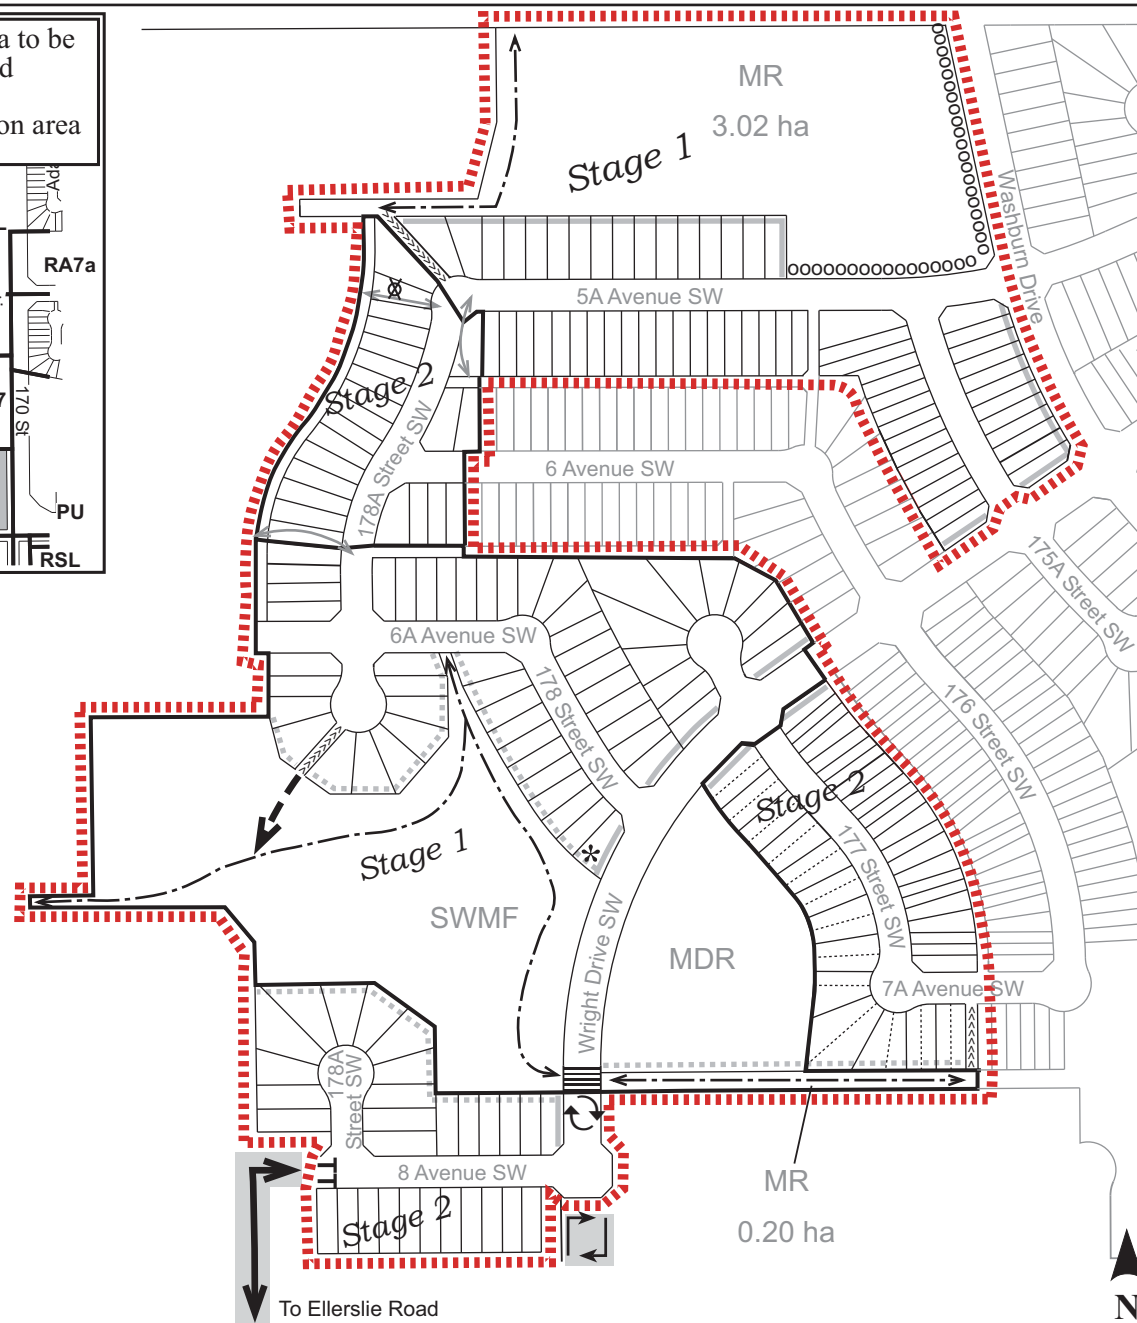 a to be
d
on area
Ada
RA7a
7
170 St
PU
RSL
MR
3.02 ha
Stage 1
Washburn Drive
5A Avenue SW
Stage 2
178A Street SW
6 Avenue SW
175A Street SW
6A Avenue SW
178 Street SW
176 Street SW
Stage 2
177 Street SW
Stage 1
SWMF
MDR
Wright Drive SW
7A Avenue SW
178A
Street SW
8 Avenue SW
Stage 2
MR
0.20 ha
To Ellerslie Road
N